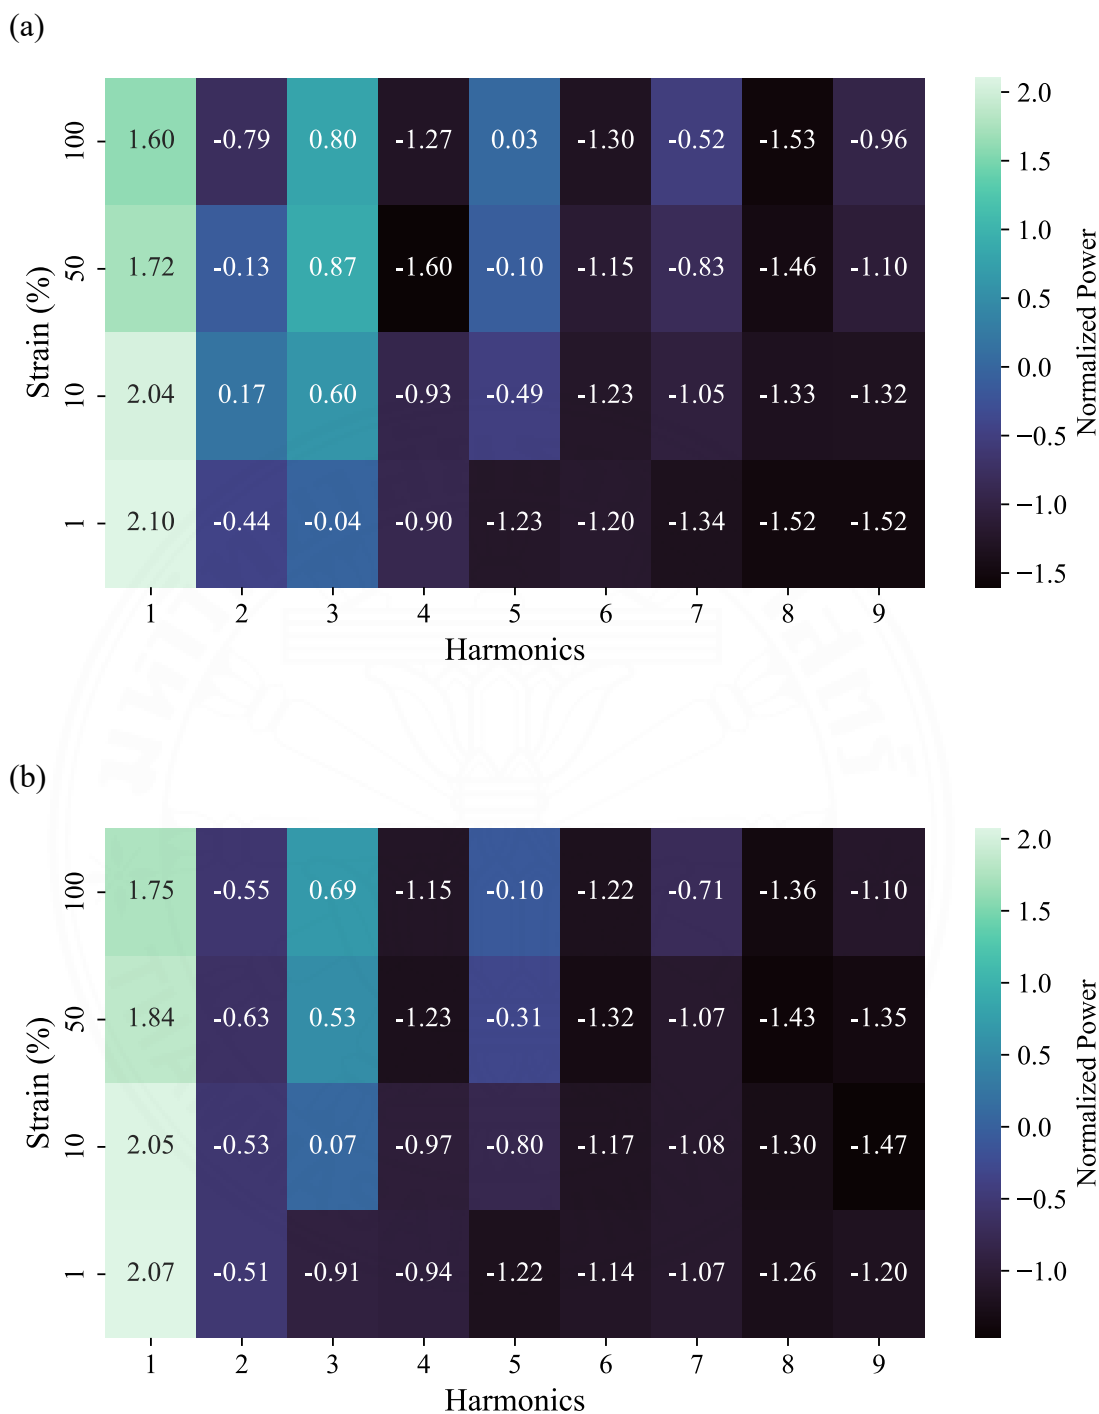 (a)
100 1.60 -0.79 0.80 -1.27 0.03 -1.30 -0.52 -1.53 -0.96
50 1.72 -0.13 0.87 -1.60 -0.10 -1.15 -0.83 -1.46 -1.10
10 2.04 0.17 0.60 -0.93 -0.49 -1.23 -1.05 -1.33 -1.32
1 2.10 -0.44 -0.04 -0.90 -1.23 -1.20 -1.34 -1.52 -1.52
Strain (%)
1 2 3 4 5 6 7 8 9
Harmonics
2.0
1.5
1.0
0.5
0.0
−0.5
−1.0
−1.5
Normalized Power
(b)
100 1.75 -0.55 0.69 -1.15 -0.10 -1.22 -0.71 -1.36 -1.10
50 1.84 -0.63 0.53 -1.23 -0.31 -1.32 -1.07 -1.43 -1.35
10 2.05 -0.53 0.07 -0.97 -0.80 -1.17 -1.08 -1.30 -1.47
1 2.07 -0.51 -0.91 -0.94 -1.22 -1.14 -1.07 -1.26 -1.20
Strain (%)
1 2 3 4 5 6 7 8 9
Harmonics
2.0
1.5
1.0
0.5
0.0
−0.5
−1.0
Normalized Power